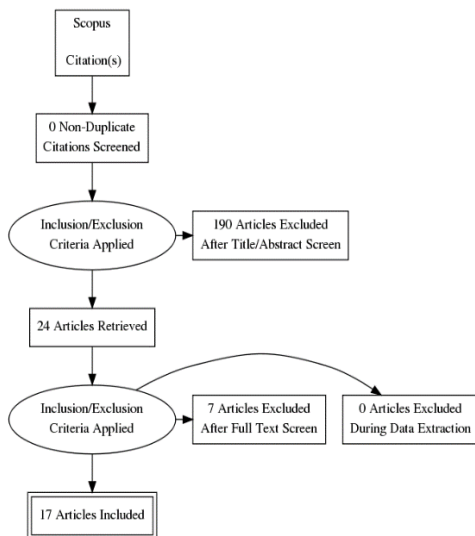 Scopus
Citation(s)
0 Non-Duplicate
Citations Screened
Inclusion/Exclusion
Criteria Applied
190 Articles Excluded
After Title/Abstract Screen
24 Articles Retrieved
Inclusion/Exclusion
Criteria Applied
7 Articles Excluded
After Full Text Screen
0 Articles Excluded
During Data Extraction
17 Articles Included